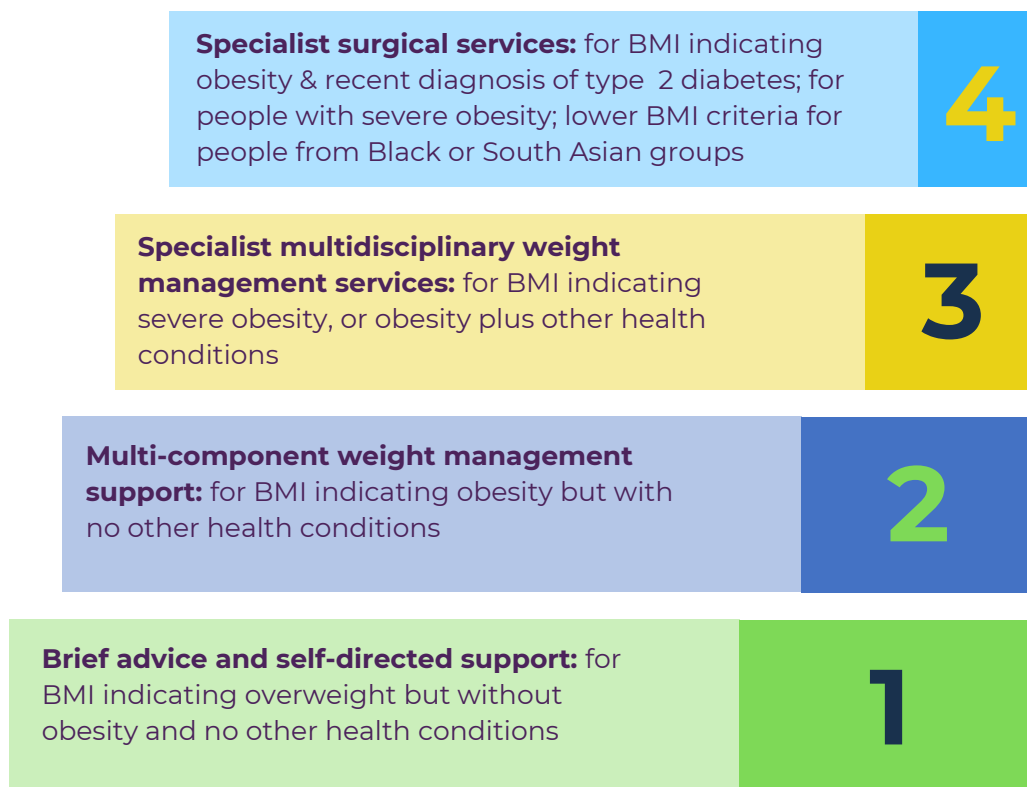 Specialist surgical services: for BMI indicating
obesity & recent diagnosis of type 2 diabetes; for
people with severe obesity; lower BMI criteria for
people from Black or South Asian groups
4
Specialist multidisciplinary weight
management services: for BMI indicating
severe obesity, or obesity plus other health
conditions
3
Multi-component weight management
support: for BMI indicating obesity but with
no other health conditions
2
Brief advice and self-directed support: for
BMI indicating overweight but without
obesity and no other health conditions
1